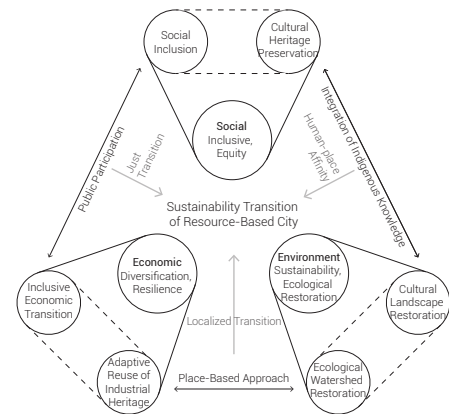 Social
Inclusion
Cultural
Heritage
Preservation
Social
Inclusive,
Equity
Public Participation
Just
Transition
Human-place
Affinity
Integration of Indigenous Knowledge
Sustainability Transition
of Resource-Based City
Economic
Diversification,
Resilience
Environment
Sustainability,
Ecological
Restoration
Inclusive
Economic
Transition
Cultural
Landscape
Restoration
Localized Transition
Adaptive
Reuse of
Industrial
Heritage
Place-Based Approach
Ecological
Watershed
Restoration